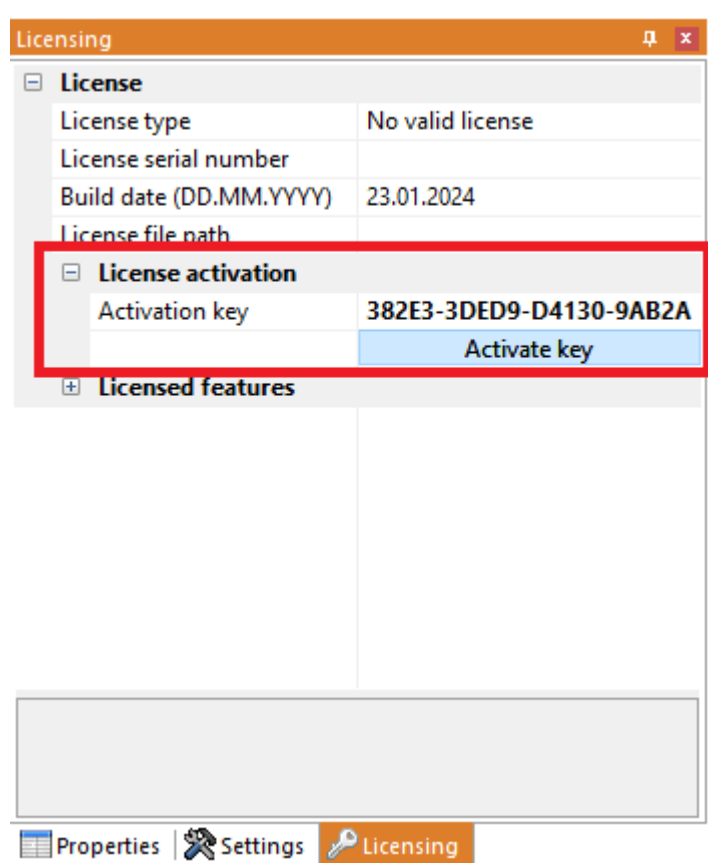 Licensing
License
License type No valid license
License serial number
Build date (DD.MM.YYYY) 23.01.2024
License file path
License activation
Activation key 382E3-3DED9-D4130-9AB2A
Activate key
Licensed features
Properties Settings Licensing